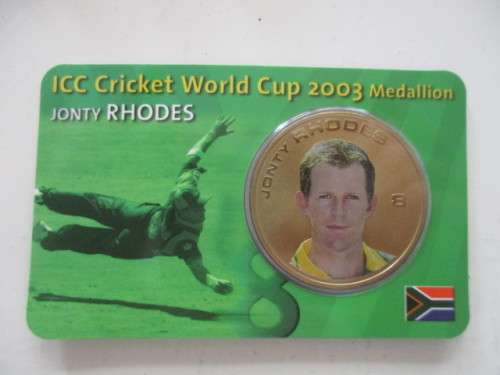 ICC Cricket World Cup 2003 Medallion
JONTY RHODES
JONTY RHODES
8
8